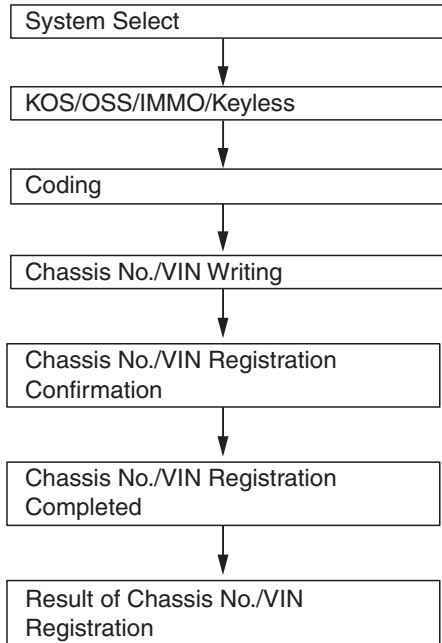 System Select
KOS/OSS/IMMO/Keyless
Coding
Chassis No./VIN Writing
Chassis No./VIN Registration
Confirmation
Chassis No./VIN Registration
Completed
Result of Chassis No./VIN
Registration